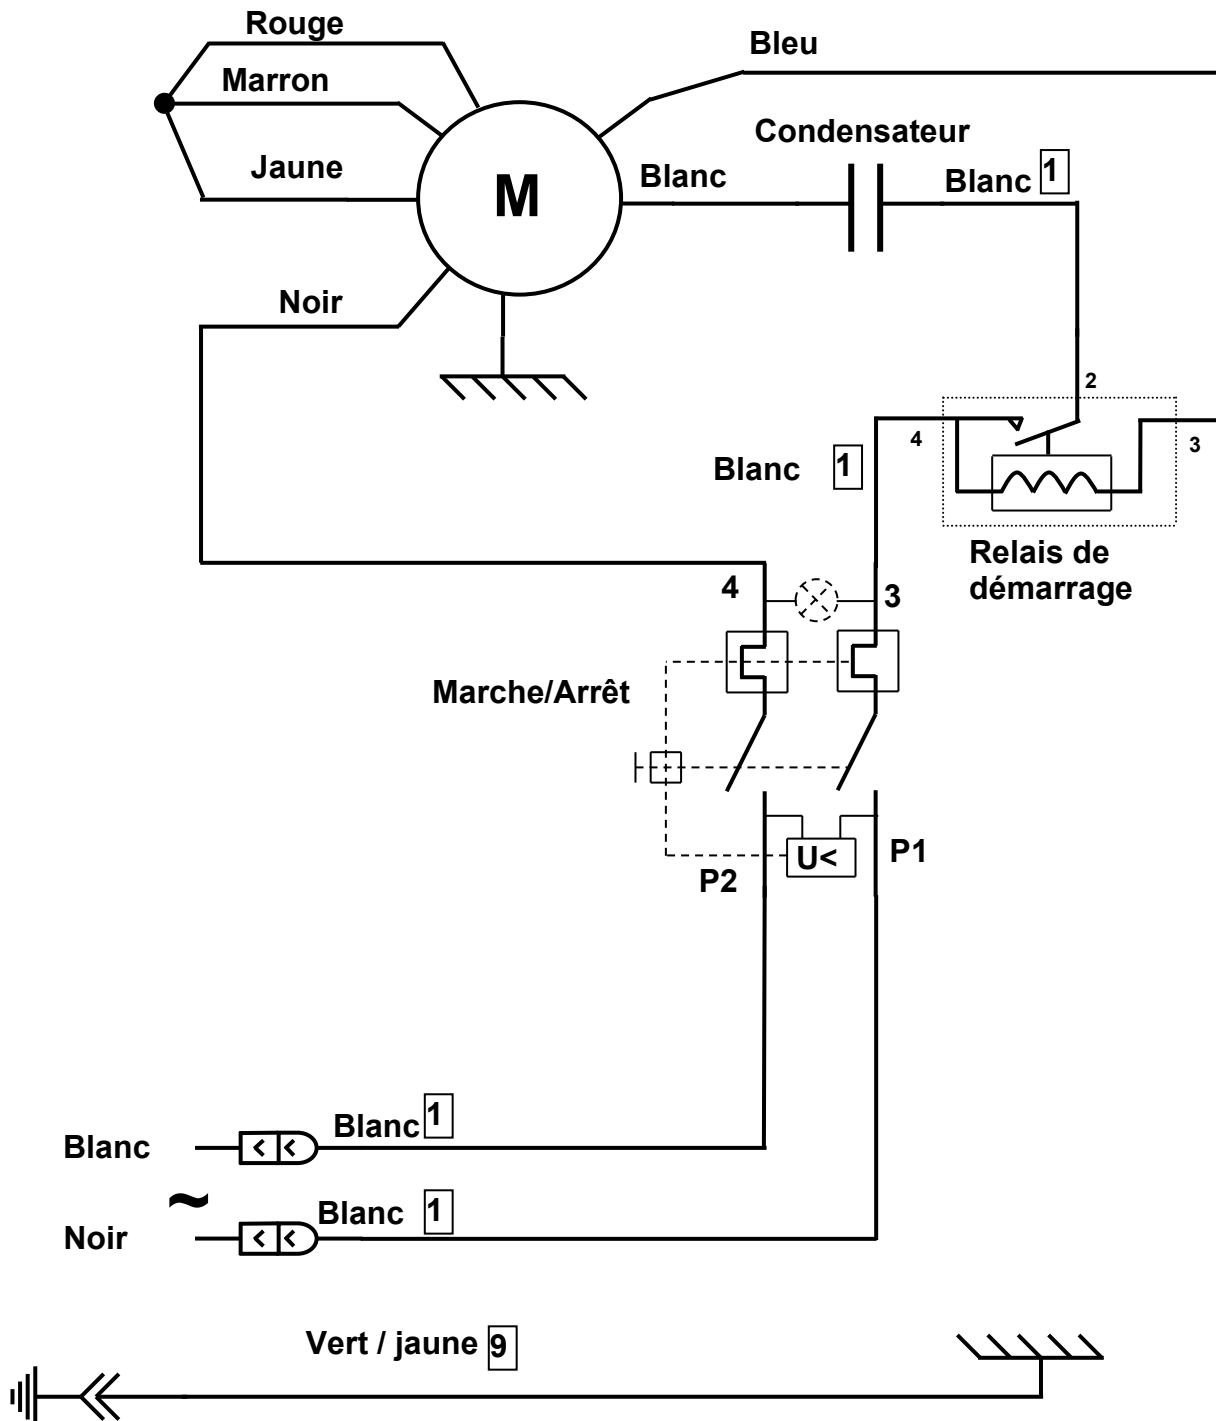 Rouge
Bleu
Marron
Condensateur
Jaune
M
Blanc
Blanc 1
Noir
2
4
3
Blanc 1
Relais de
démarrage
4
3
Marche/Arrêt
U<
P1
P2
Blanc
Blanc 1
~
Noir
Blanc 1
Vert / jaune 9